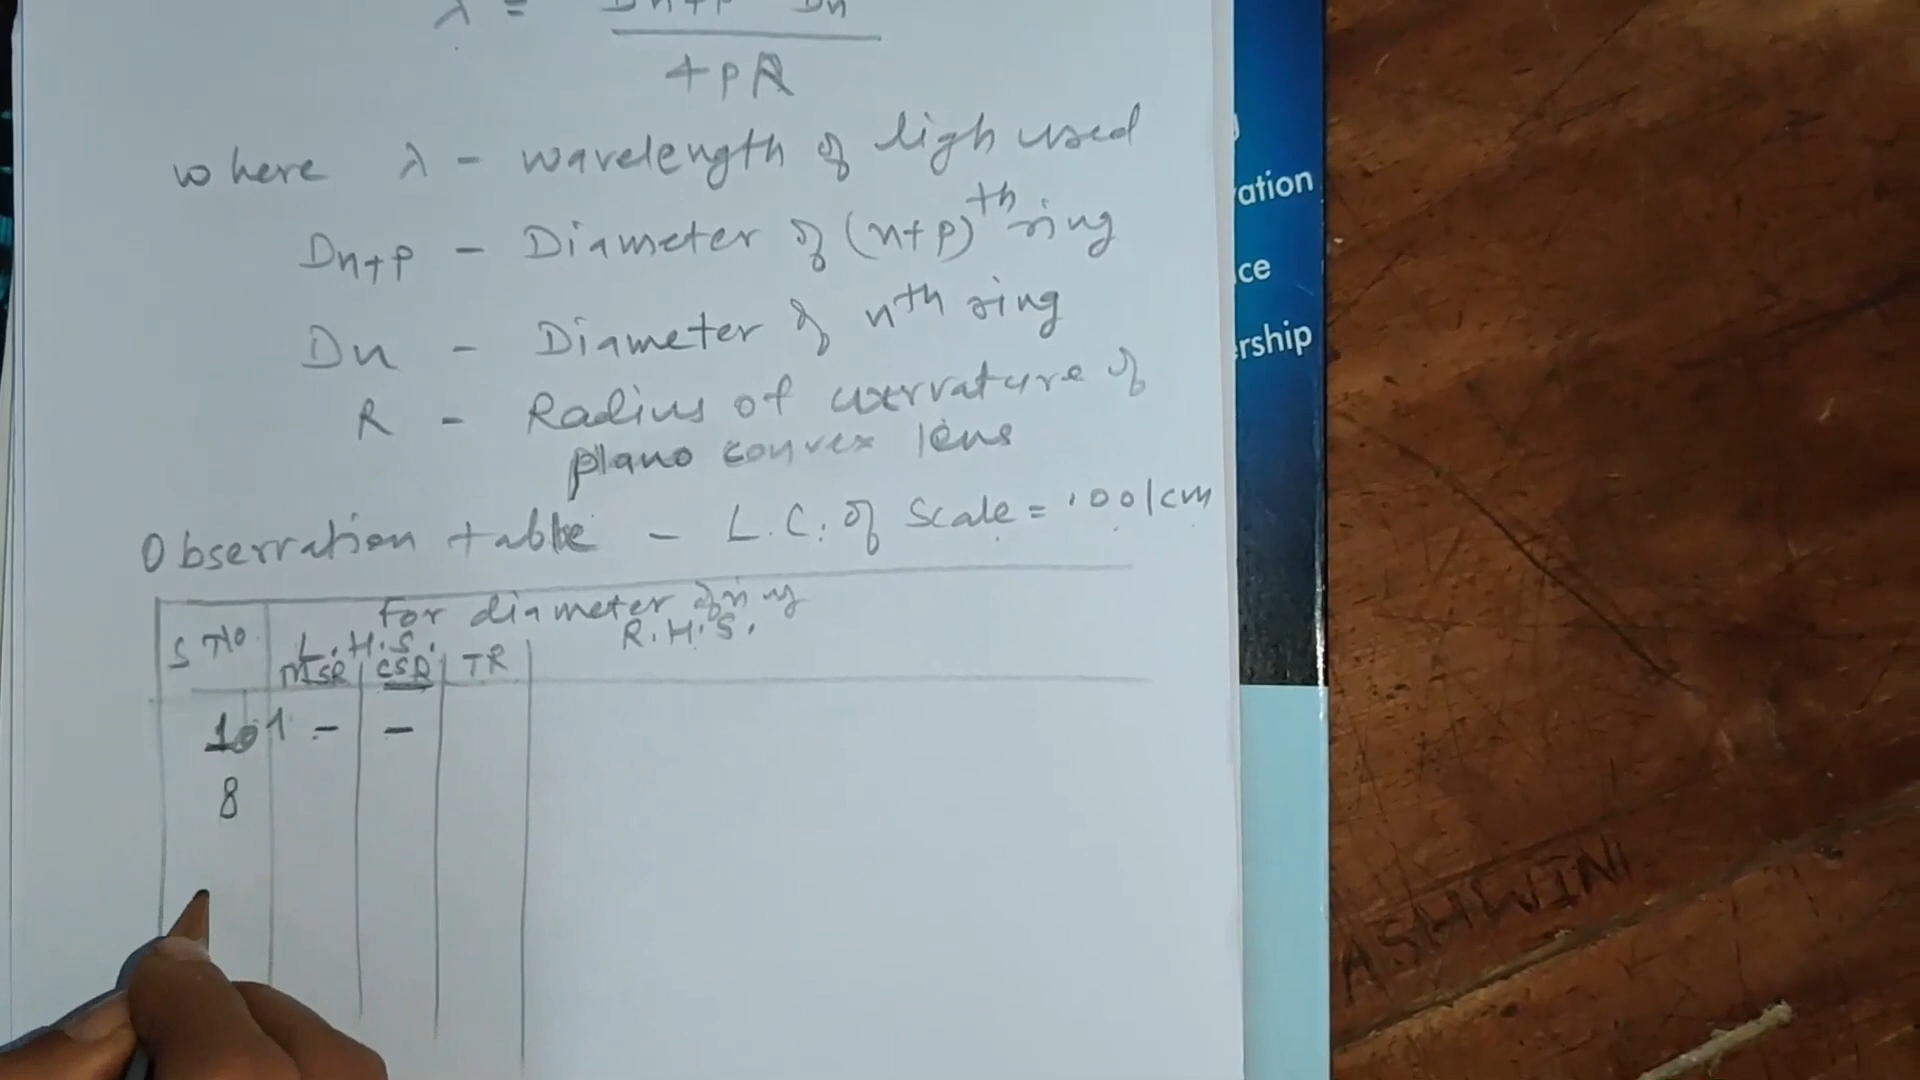 λ = Dn+p Dn
4pR
where λ - wavelength of ligh used
Dn+p - Diameter of (n+p)th ring
Dn - Diameter of nth ring
R - Radius of curvature of
plano convex lens
Observation table - L.C. of Scale = .001cm
for diameter of ring
S No. L.H.S. R.H.S.
MSR CSR TR
10 - -
8
ation
ce
rship
ASHWINI